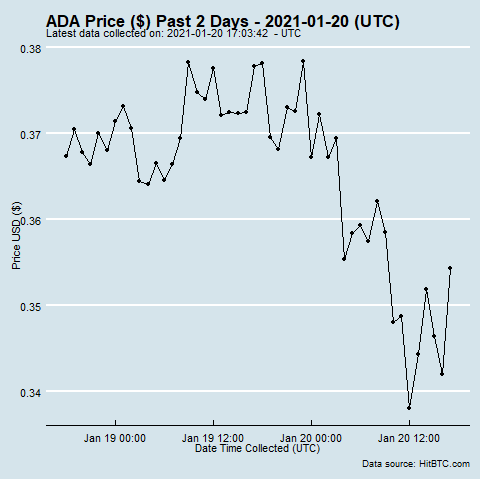 ADA Price ($) Past 2 Days - 2021-01-20 (UTC)
Latest data collected on: 2021-01-20 17:03:42  - UTC
0.38
0.37
0.36
0.35
0.34
Price USD ($)
Jan 19 00:00 Jan 19 12:00 Jan 20 00:00 Jan 20 12:00
Date Time Collected (UTC)
Data source: HitBTC.com